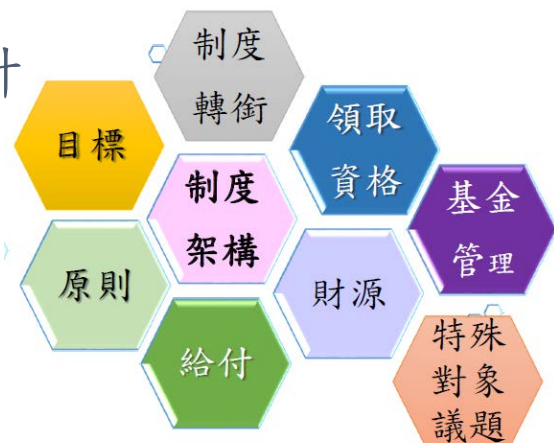 計
制度
轉銜
目標
領取
資格
制度
架構
基金
管理
原則
財源
給付
特殊
對象
議題